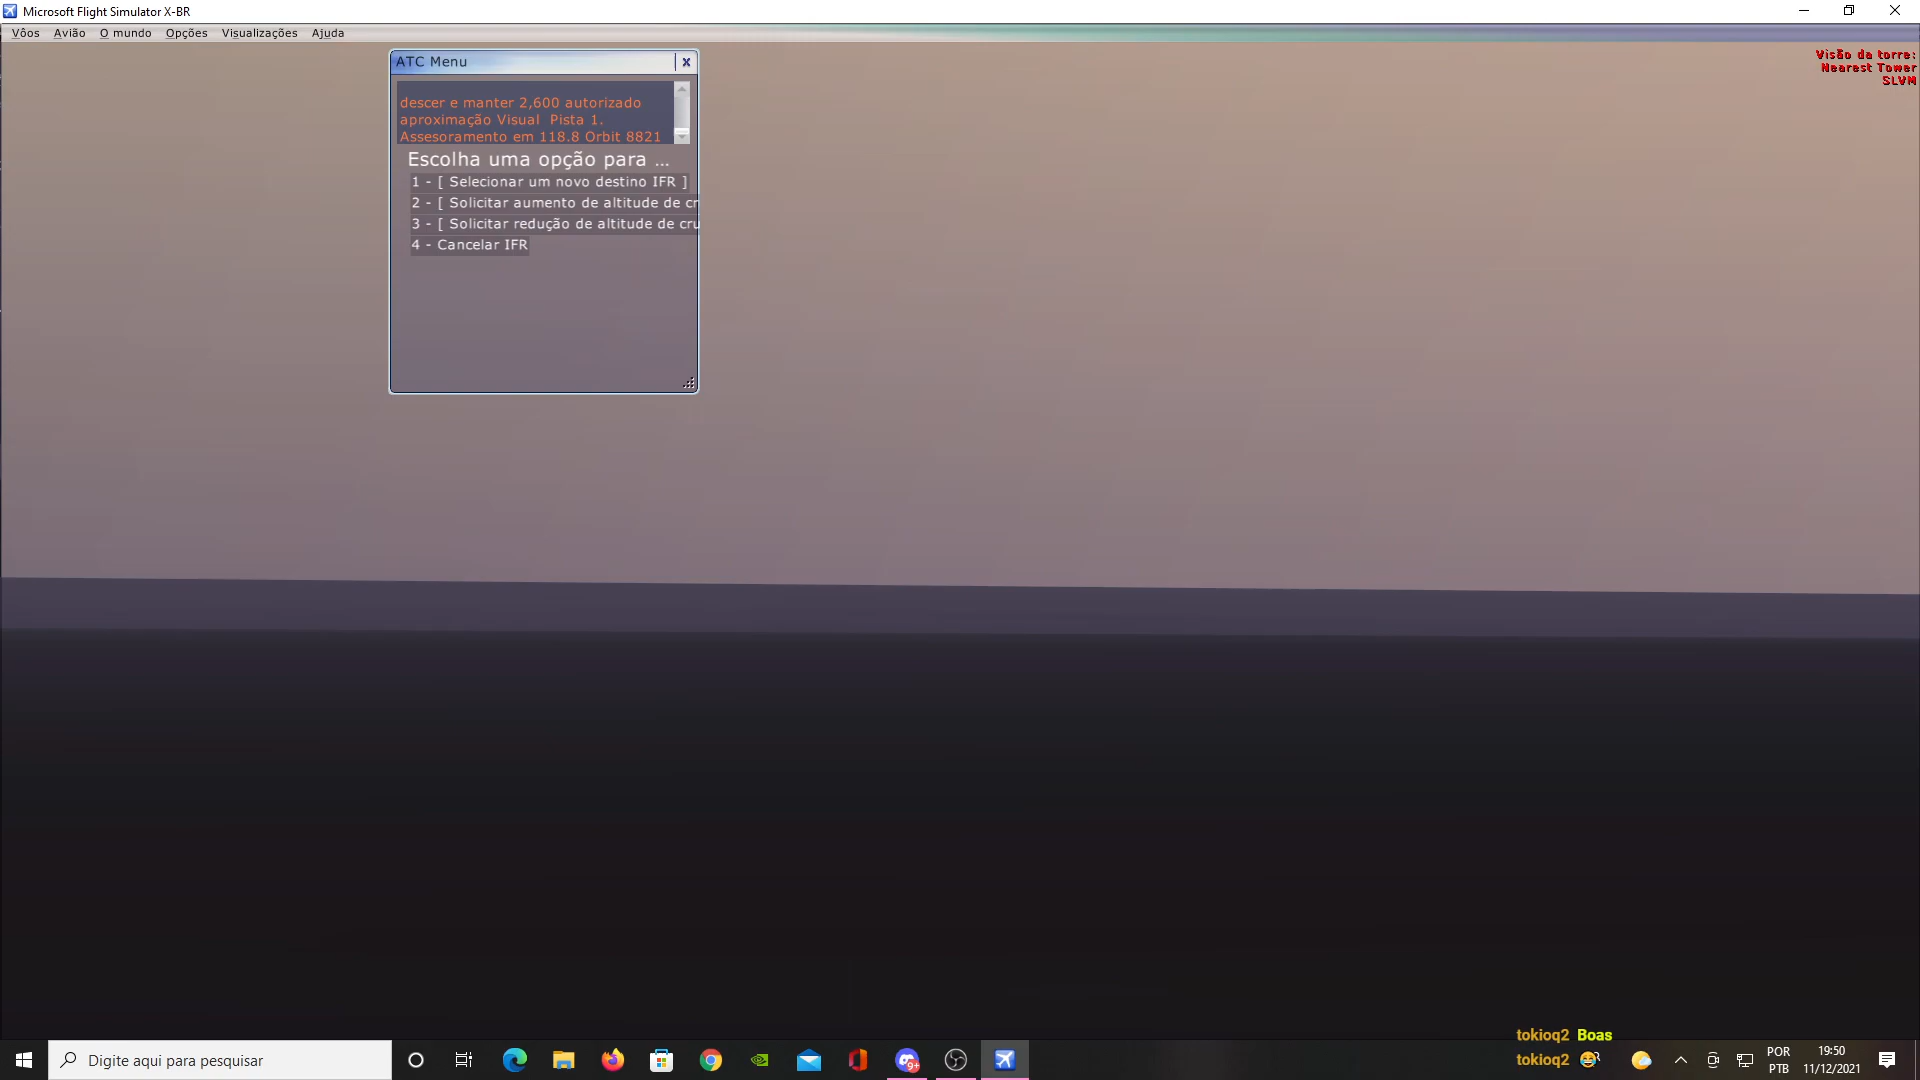 Microsoft Flight Simulator X-BR
Vôos Avião O mundo Opções Visualizações Ajuda
Visão da torre:
Nearest Tower
SLVM
ATC Menu
descer e manter 2,600 autorizado
aproximação Visual Pista 1.
Assesoramento em 118.8 Orbit 8821
Escolha uma opção para ...
1 - [ Selecionar um novo destino IFR ]
2 - [ Solicitar aumento de altitude de cr
3 - [ Solicitar redução de altitude de cru
4 - Cancelar IFR
tokioq2 Boas
tokioq2
Digite aqui para pesquisar
9+
POR
PTB
19:50
11/12/2021